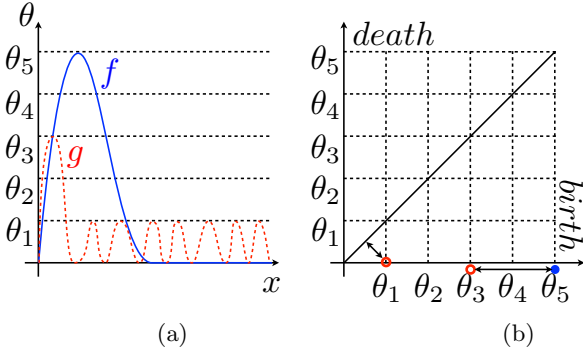 θ
θ₅
f
θ₄
θ₃
g
θ₂
θ₁
x
(a)
death
θ₅
θ₄
θ₃
θ₂
θ₁
birth
θ₁ θ₂ θ₃ θ₄ θ₅
(b)